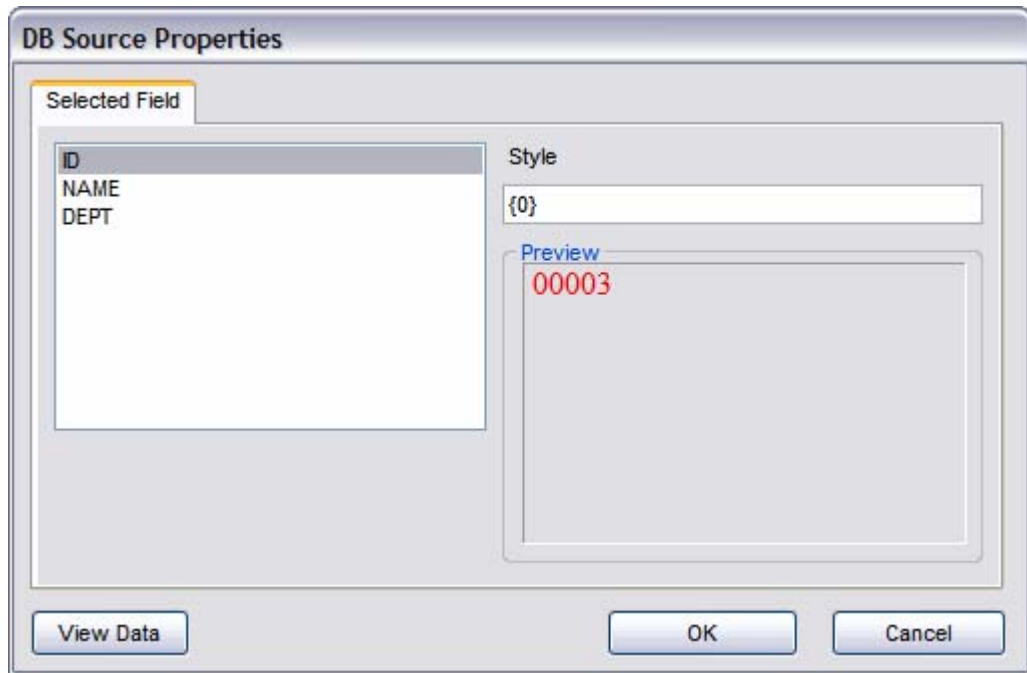 DB Source Properties
Selected Field
ID
NAME
DEPT
Style
{0}
Preview
00003
View Data
OK
Cancel